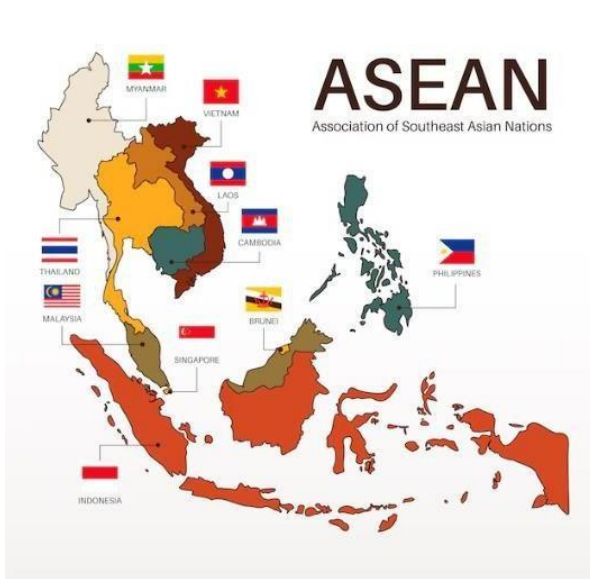 ASEAN
Association of Southeast Asian Nations
MYANMAR
VIETNAM
LAOS
CAMBODIA
THAILAND
PHILIPPINES
MALAYSIA
BRUNEI
SINGAPORE
INDONESIA